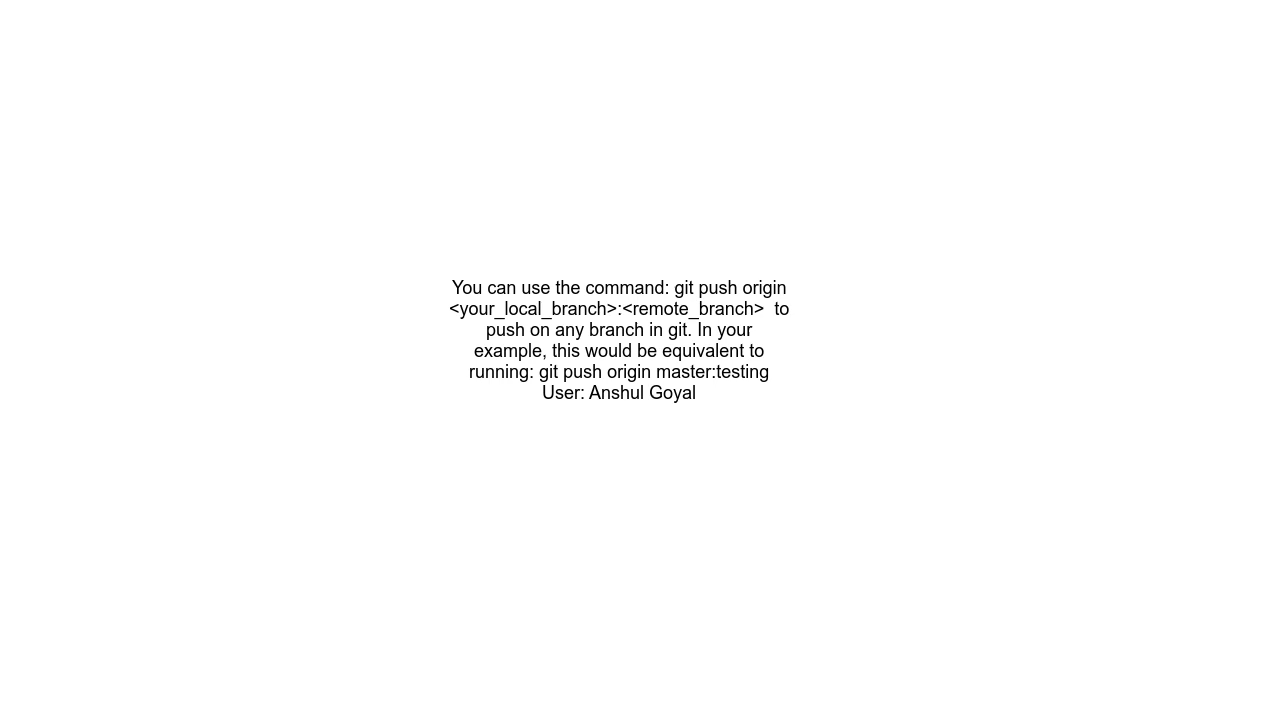 You can use the command: git push origin
<your_local_branch>:<remote_branch>  to
push on any branch in git. In your
example, this would be equivalent to
running: git push origin master:testing
User: Anshul Goyal